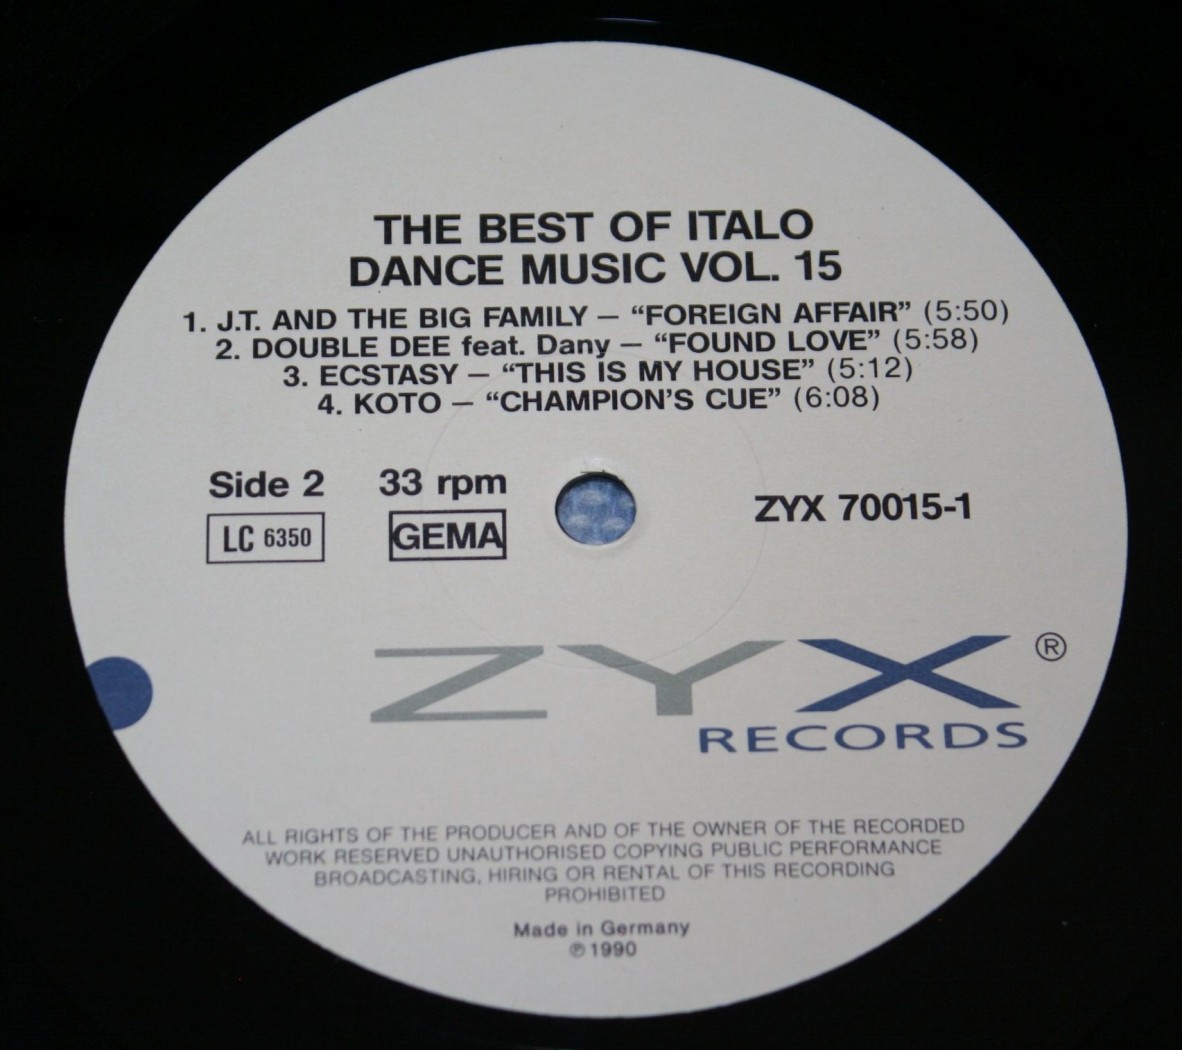 THE BEST OF ITALO
DANCE MUSIC VOL. 15
1. J.T. AND THE BIG FAMILY – “FOREIGN AFFAIR” (5:50)
2. DOUBLE DEE feat. Dany – “FOUND LOVE” (5:58)
3. ECSTASY – “THIS IS MY HOUSE” (5:12)
4. KOTO – “CHAMPION’S CUE” (6:08)
Side 2 33 rpm
LC 6350 GEMA
ZYX 70015-1
ZYX ®
RECORDS
ALL RIGHTS OF THE PRODUCER AND OF THE OWNER OF THE RECORDED
WORK RESERVED UNAUTHORISED COPYING PUBLIC PERFORMANCE
BROADCASTING, HIRING OR RENTAL OF THIS RECORDING
PROHIBITED
Made in Germany
℗ 1990